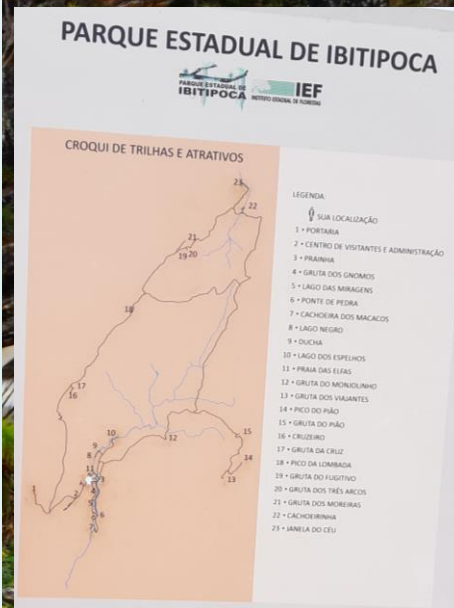 PARQUE ESTADUAL DE IBITIPOCA
PARQUE ESTADUAL DE
IBITIPOCA
IEF
INSTITUTO ESTADUAL DE FLORESTAS
CROQUI DE TRILHAS E ATRATIVOS
23
22
21
19 20
18
17
16
10
9
8
12
15
14
13
11
3
1
2
6
LEGENDA:
SUA LOCALIZAÇÃO
1 • PORTARIA
2 • CENTRO DE VISITANTES E ADMINISTRAÇÃO
3 • PRAINHA
4 • GRUTA DOS GNOMOS
5 • LAGO DAS MIRAGENS
6 • PONTE DE PEDRA
7 • CACHOEIRA DOS MACACOS
8 • LAGO NEGRO
9 • DUCHA
10 • LAGO DOS ESPELHOS
11 • PRAIA DAS ELFAS
12 • GRUTA DO MONJOLINHO
13 • GRUTA DOS VIAJANTES
14 • PICO DO PIÃO
15 • GRUTA DO PIÃO
16 • CRUZEIRO
17 • GRUTA DA CRUZ
18 • PICO DA LOMBADA
19 • GRUTA DO FUGITIVO
20 • GRUTA DOS TRÊS ARCOS
21 • GRUTA DOS MOREIRAS
22 • CACHOEIRINHA
23 • JANELA DO CÉU